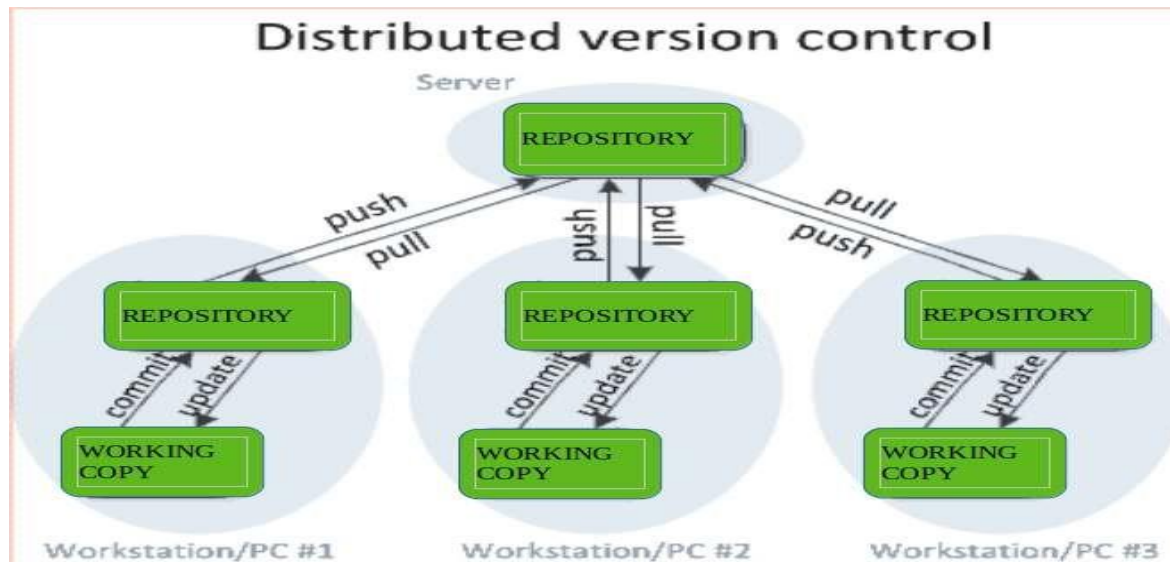 Distributed version control
Server
REPOSITORY
push
pull
push
pull
pull
push
REPOSITORY
REPOSITORY
REPOSITORY
commit
update
commit
update
commit
update
WORKING
COPY
WORKING
COPY
WORKING
COPY
Workstation/PC #1
Workstation/PC #2
Workstation/PC #3